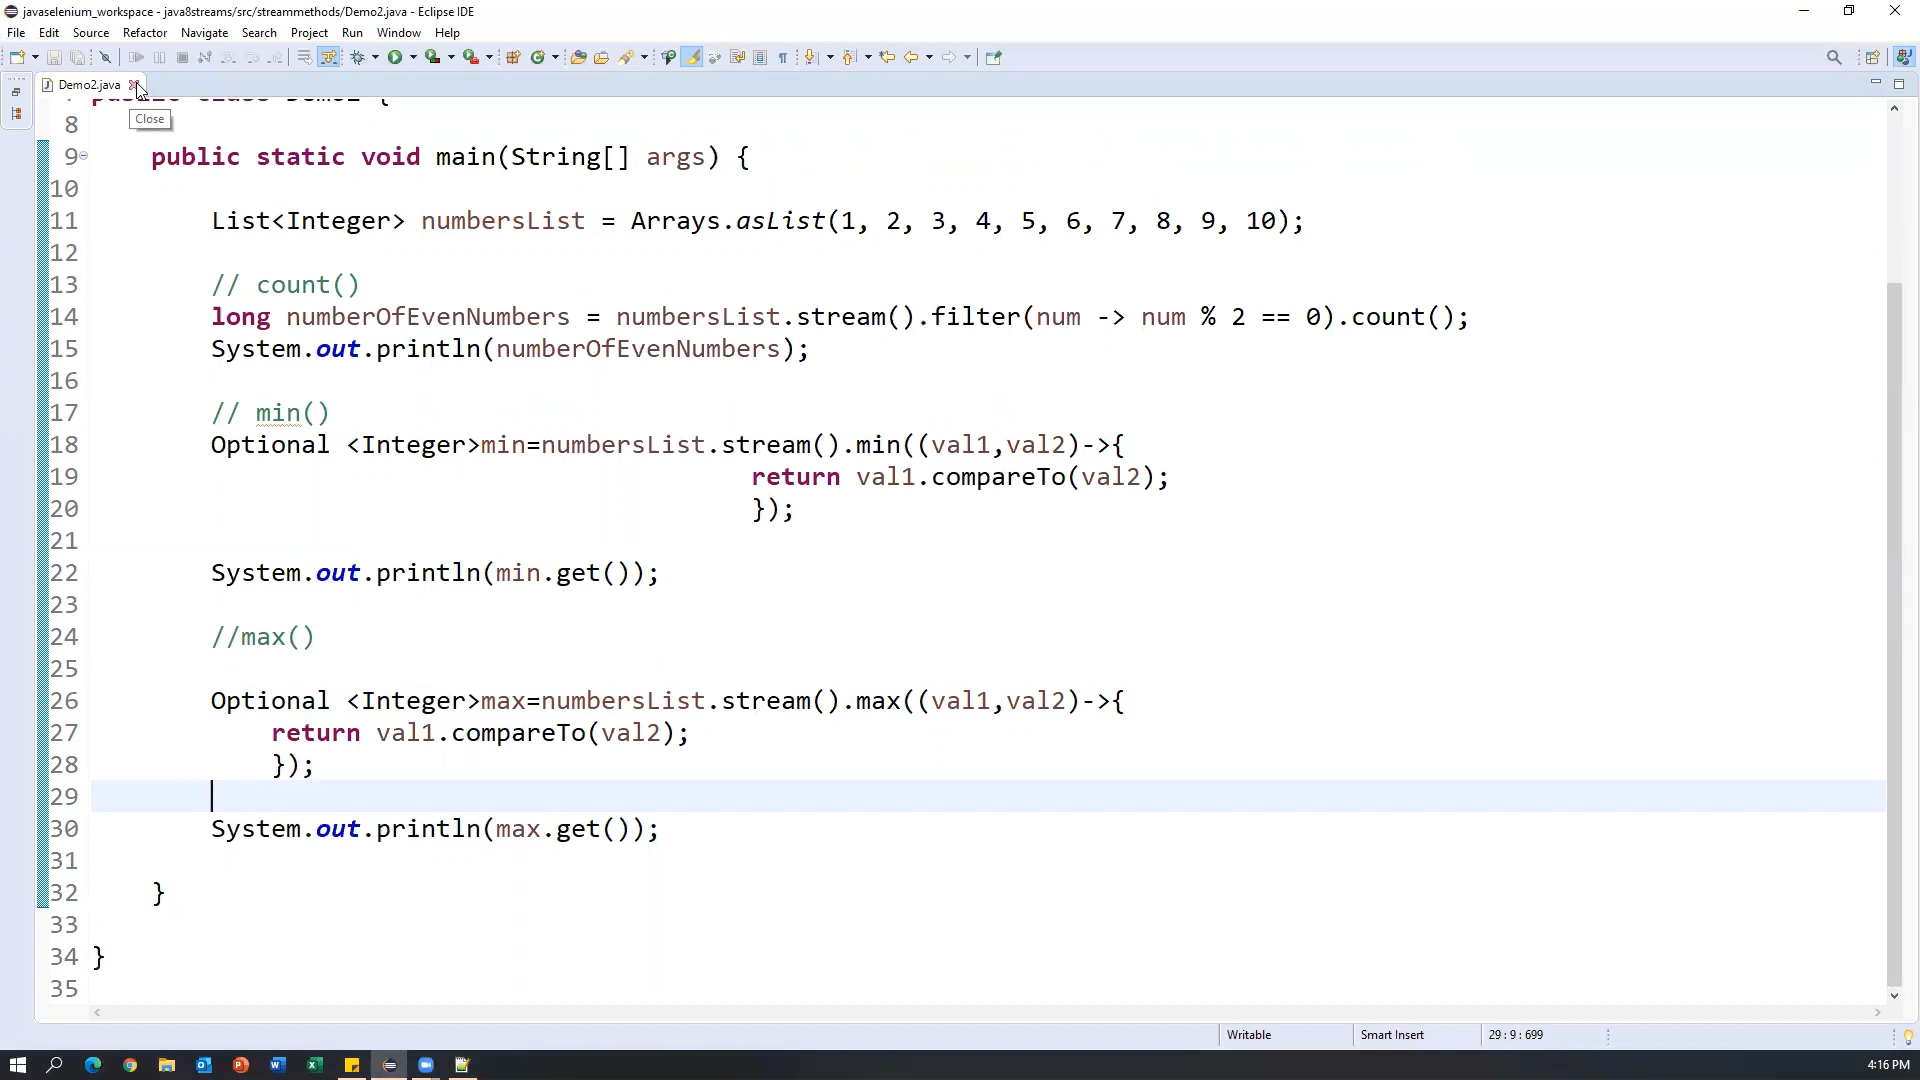 javaselenium_workspace - java8streams/src/streammethods/Demo2.java - Eclipse IDE
File Edit Source Refactor Navigate Search Project Run Window Help
Demo2.java
Close
8
9 public static void main(String[] args) {
10
11 List<Integer> numbersList = Arrays.asList(1, 2, 3, 4, 5, 6, 7, 8, 9, 10);
12
13 // count()
14 long numberOfEvenNumbers = numbersList.stream().filter(num -> num % 2 == 0).count();
15 System.out.println(numberOfEvenNumbers);
16
17 // min()
18 Optional <Integer>min=numbersList.stream().min((val1,val2)->{
19 return val1.compareTo(val2);
20 });
21
22 System.out.println(min.get());
23
24 //max()
25
26 Optional <Integer>max=numbersList.stream().max((val1,val2)->{
27 return val1.compareTo(val2);
28 });
29
30 System.out.println(max.get());
31
32 }
33
34 }
35
Writable Smart Insert 29 : 9 : 699
4:16 PM